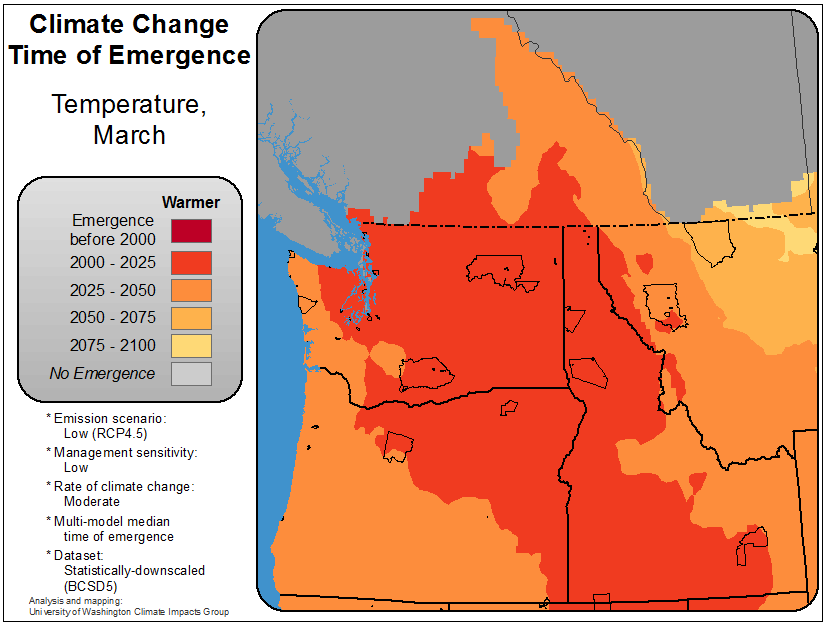 Climate Change
Time of Emergence
Temperature,
March
Warmer
Emergence
before 2000
2000 - 2025
2025 - 2050
2050 - 2075
2075 - 2100
No Emergence
* Emission scenario:
Low (RCP4.5)
* Management sensitivity:
Low
* Rate of climate change:
Moderate
* Multi-model median
time of emergence
* Dataset:
Statistically-downscaled
(BCSD5)
Analysis and mapping:
University of Washington Climate Impacts Group